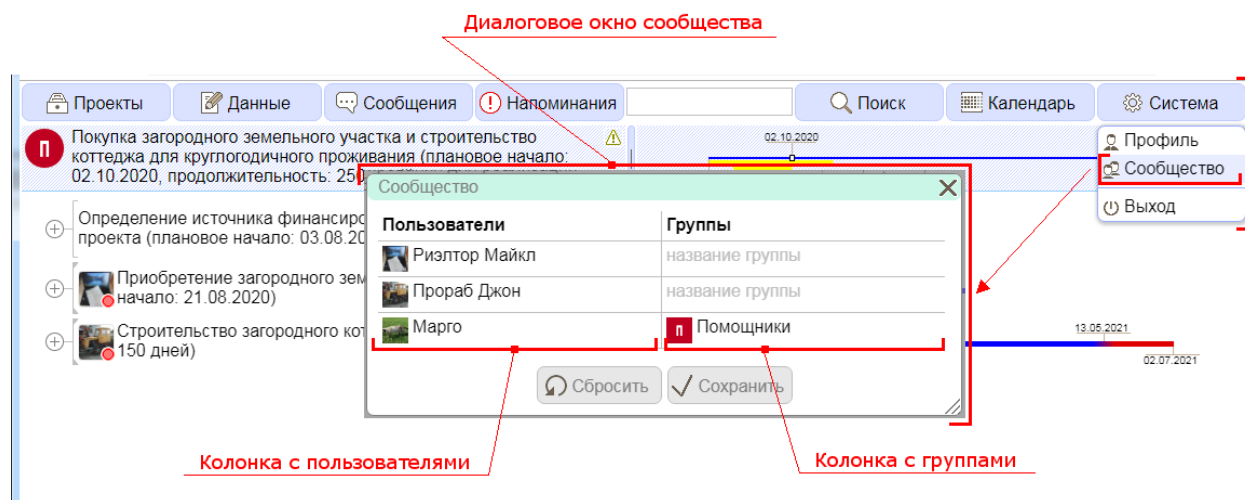 Диалоговое окно сообщества
Проекты
Данные
Сообщения
Напоминания
Поиск
Календарь
Система
П
Покупка загородного земельного участка и строительство
коттеджа для круглогодичного проживания (плановое начало:
02.10.2020, продолжительность: 250
02.10.2020
Профиль
Сообщество
Выход
Определение источника финансиро
проекта (плановое начало: 03.08.20
Приобретение загородного зем
начало: 21.08.2020)
Строительство загородного кот
150 дней)
Сообщество
Пользователи
Группы
Риэлтор Майкл
название группы
Прораб Джон
название группы
Марго
П Помощники
Сбросить
Сохранить
13.05.2021
02.07.2021
Колонка с пользователями
Колонка с группами